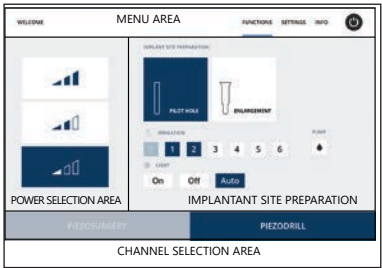 WELCOME MENU AREA FUNCTIONS SETTINGS INFO
IMPLANT SITE PREPARATION
PILOT HOLE ENLARGEMENT
IRRIGATION PUMP
1 2 3 4 5 6
LIGHT
On Off Auto
POWER SELECTION AREA IMPLANTANT SITE PREPARATION
PIEZOSURGERY PIEZODRILL
CHANNEL SELECTION AREA